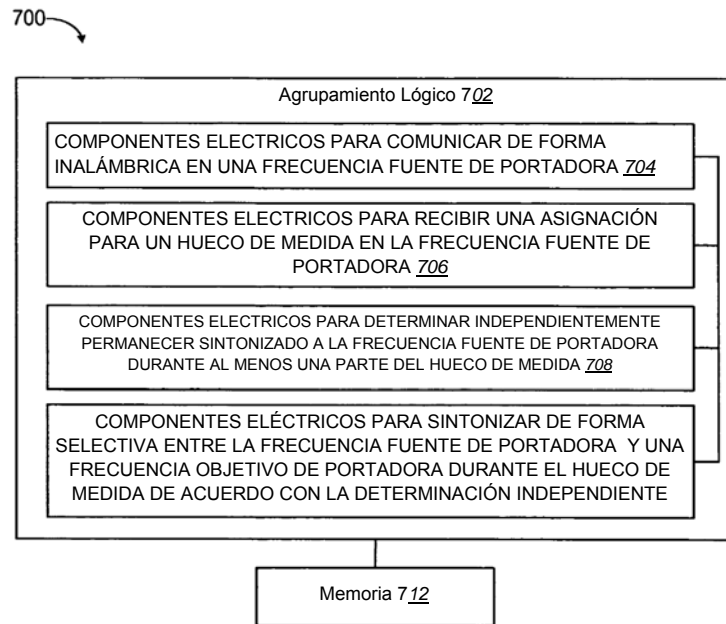 700
Agrupamiento Lógico 702
COMPONENTES ELECTRICOS PARA COMUNICAR DE FORMA
INALÁMBRICA EN UNA FRECUENCIA FUENTE DE PORTADORA 704
COMPONENTES ELECTRICOS PARA RECIBIR UNA ASIGNACIÓN
PARA UN HUECO DE MEDIDA EN LA FRECUENCIA FUENTE DE
PORTADORA 706
COMPONENTES ELECTRICOS PARA DETERMINAR INDEPENDIENTEMENTE
PERMANECER SINTONIZADO A LA FRECUENCIA FUENTE DE PORTADORA
DURANTE AL MENOS UNA PARTE DEL HUECO DE MEDIDA 708
COMPONENTES ELÉCTRICOS PARA SINTONIZAR DE FORMA
SELECTIVA ENTRE LA FRECUENCIA FUENTE DE PORTADORA Y UNA
FRECUENCIA OBJETIVO DE PORTADORA DURANTE EL HUECO DE
MEDIDA DE ACUERDO CON LA DETERMINACIÓN INDEPENDIENTE
Memoria 712